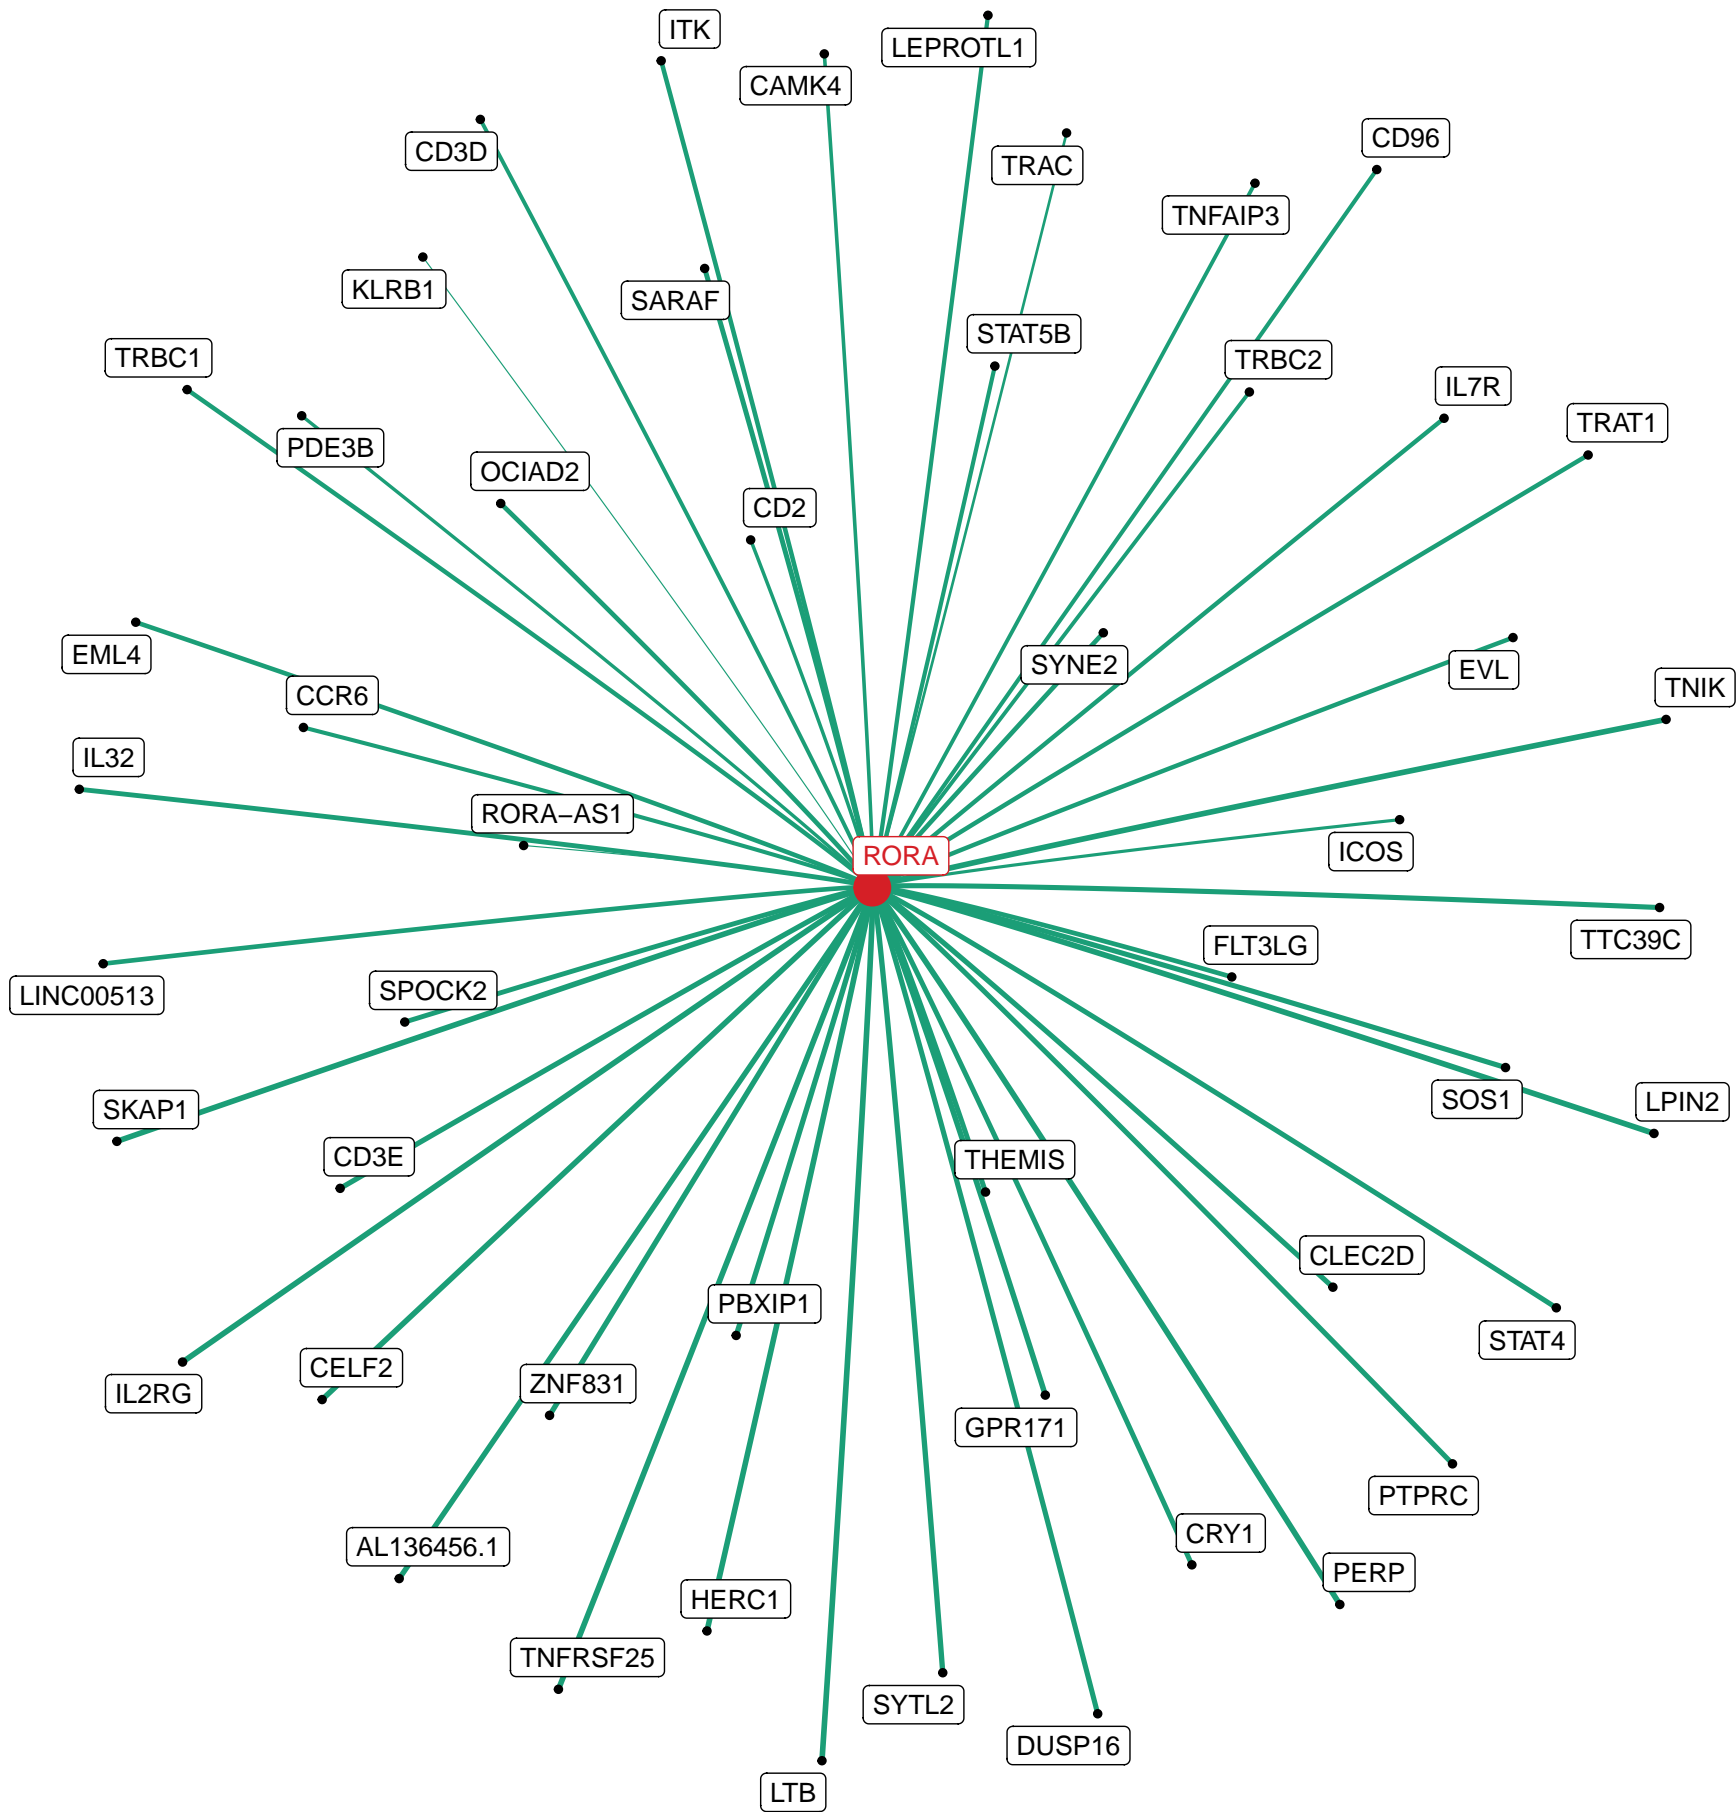 ITK
LEPROTL1
CAMK4
CD96
CD3D
TRAC
TNFAIP3
KLRB1
SARAF
STAT5B
TRBC1
TRBC2
IL7R
TRAT1
PDE3B
OCIAD2
CD2
EML4
SYNE2
EVL
TNIK
CCR6
IL32
RORA−AS1
RORA
ICOS
FLT3LG
TTC39C
LINC00513
SPOCK2
SKAP1
SOS1
LPIN2
CD3E
THEMIS
CLEC2D
PBXIP1
STAT4
IL2RG
CELF2
ZNF831
GPR171
PTPRC
AL136456.1
CRY1
PERP
HERC1
TNFRSF25
SYTL2
DUSP16
LTB